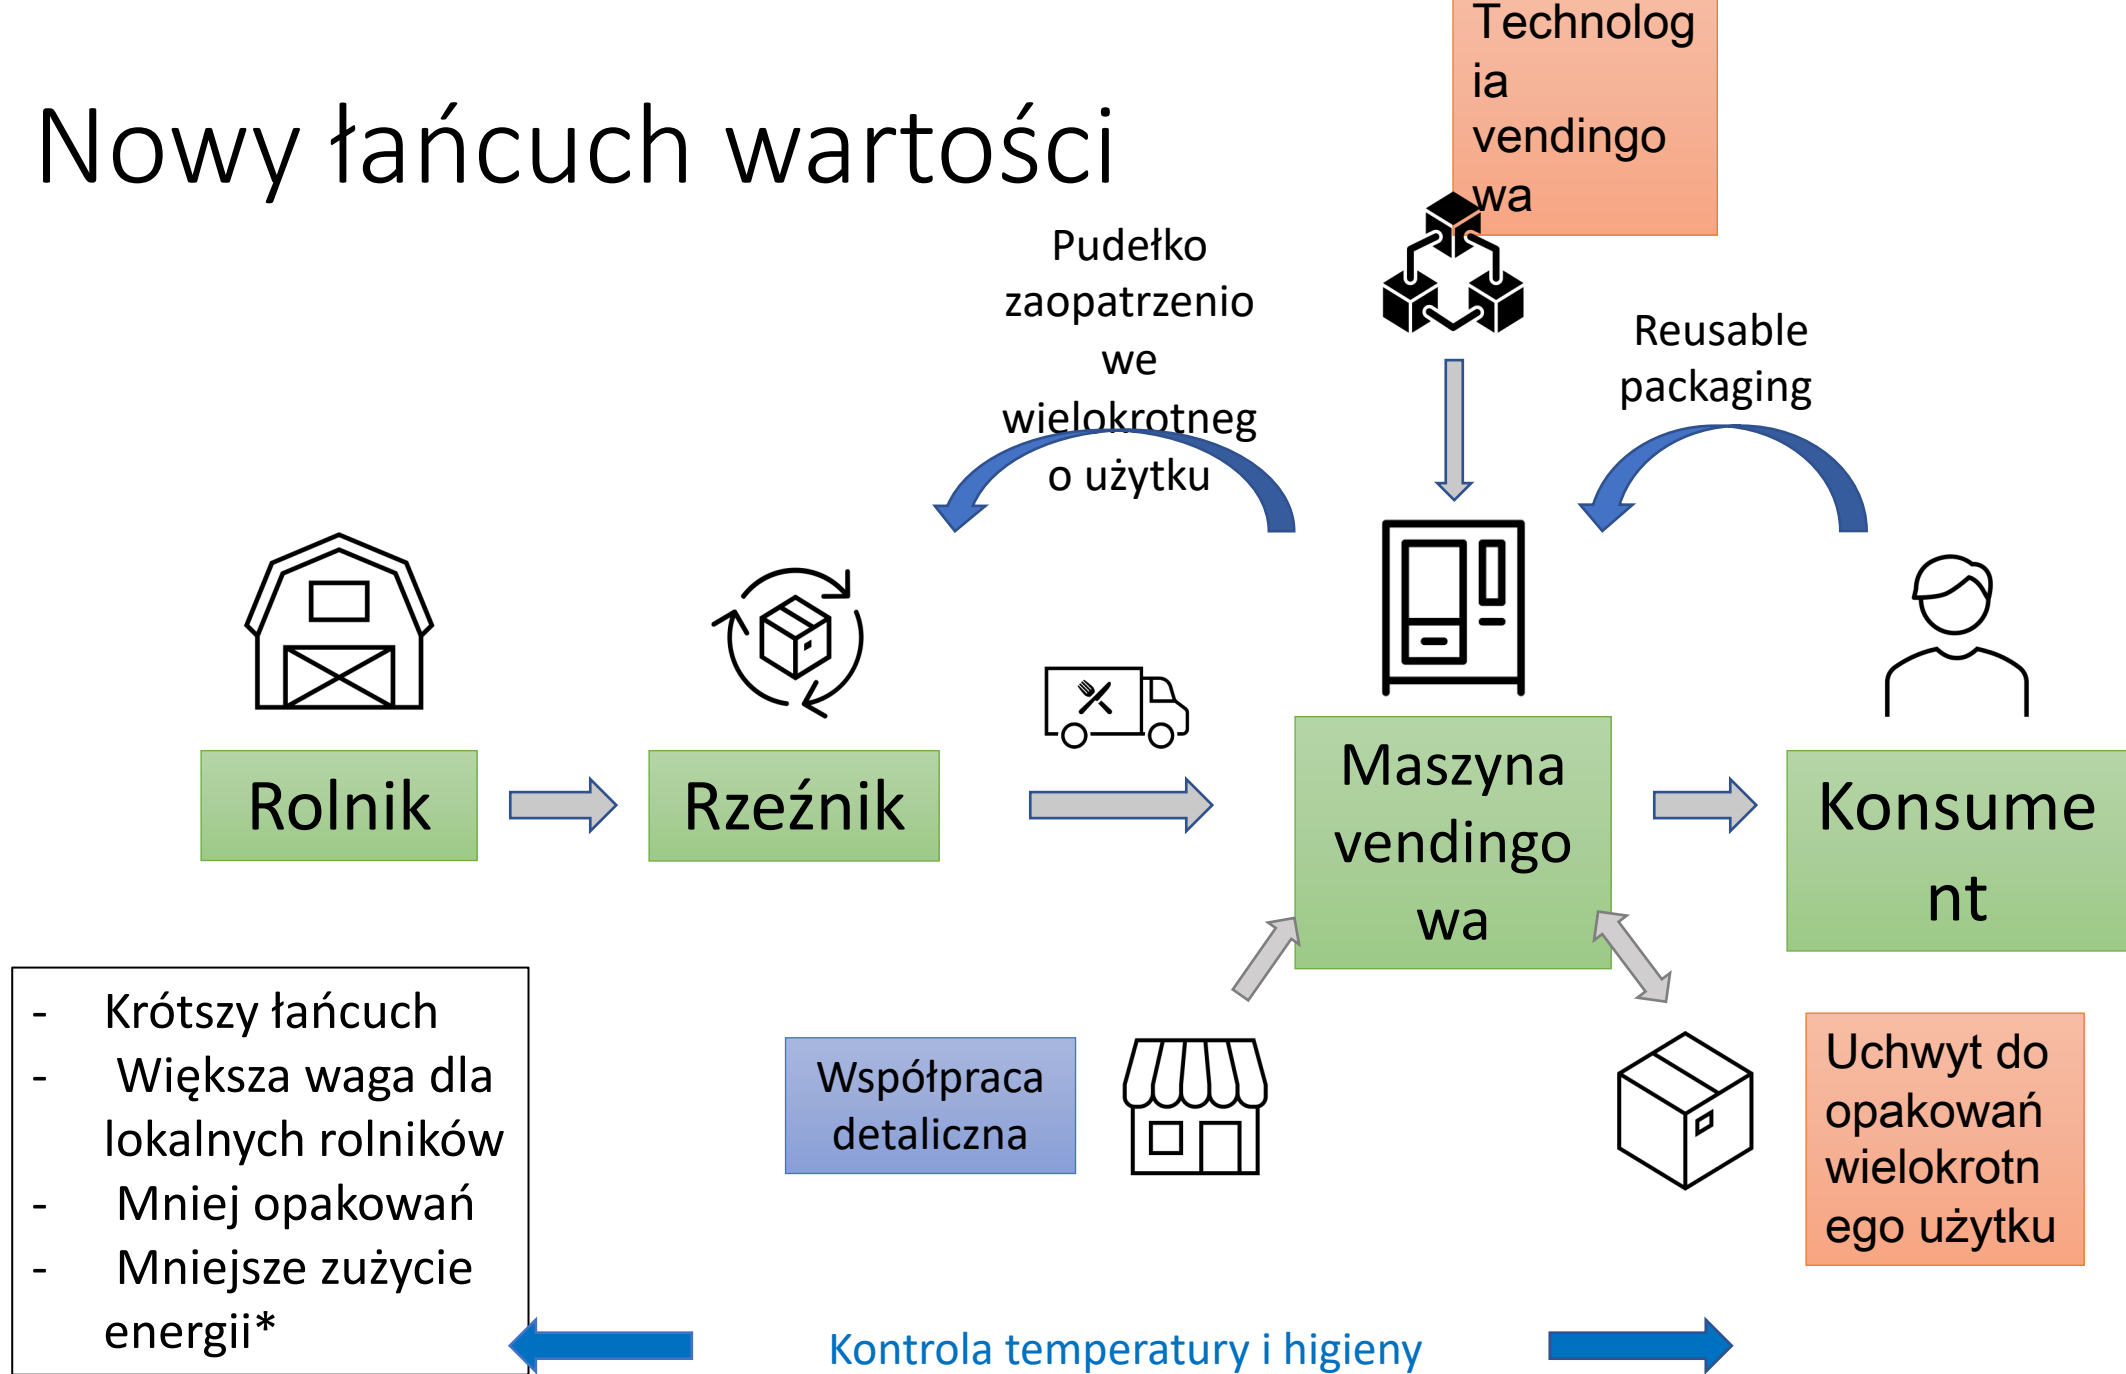 Nowy łańcuch wartości
Technolog
ia
vendingo
wa
Pudełko
zaopatrzenio
we
wielokrotneg
o użytku
Reusable
packaging
Rolnik
Rzeźnik
Maszyna
vendingo
wa
Konsume
nt
- Krótszy łańcuch
- Większa waga dla
lokalnych rolników
- Mniej opakowań
- Mniejsze zużycie
energii*
Współpraca
detaliczna
Uchwyt do
opakowań
wielokrotn
ego użytku
Kontrola temperatury i higieny